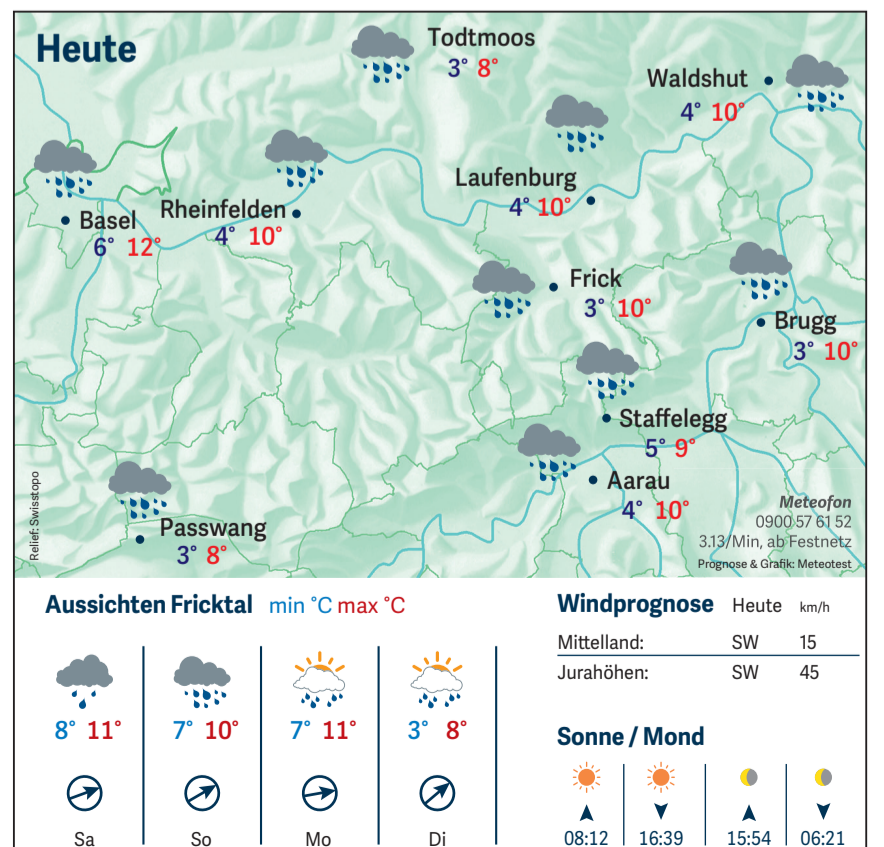 Heute
Todtmoos
3° 8°
Waldshut
4° 10°
Laufenburg
4° 10°
Basel
6° 12°
Rheinfelden
4° 10°
Frick
3° 10°
Brugg
3° 10°
Staffelegg
5° 9°
Aarau
4° 10°
Passwang
3° 8°
Relief: Swisstopo
Meteofon
0900 57 61 52
3.13/Min, ab Festnetz
Prognose & Grafik: Meteotest
Aussichten Fricktal min °C max °C
8° 11° 7° 10° 7° 11° 3° 8°
Sa So Mo Di
Windprognose Heute km/h
Mittelland: SW 15
Jurahöhen: SW 45
Sonne / Mond
08:12 16:39 15:54 06:21